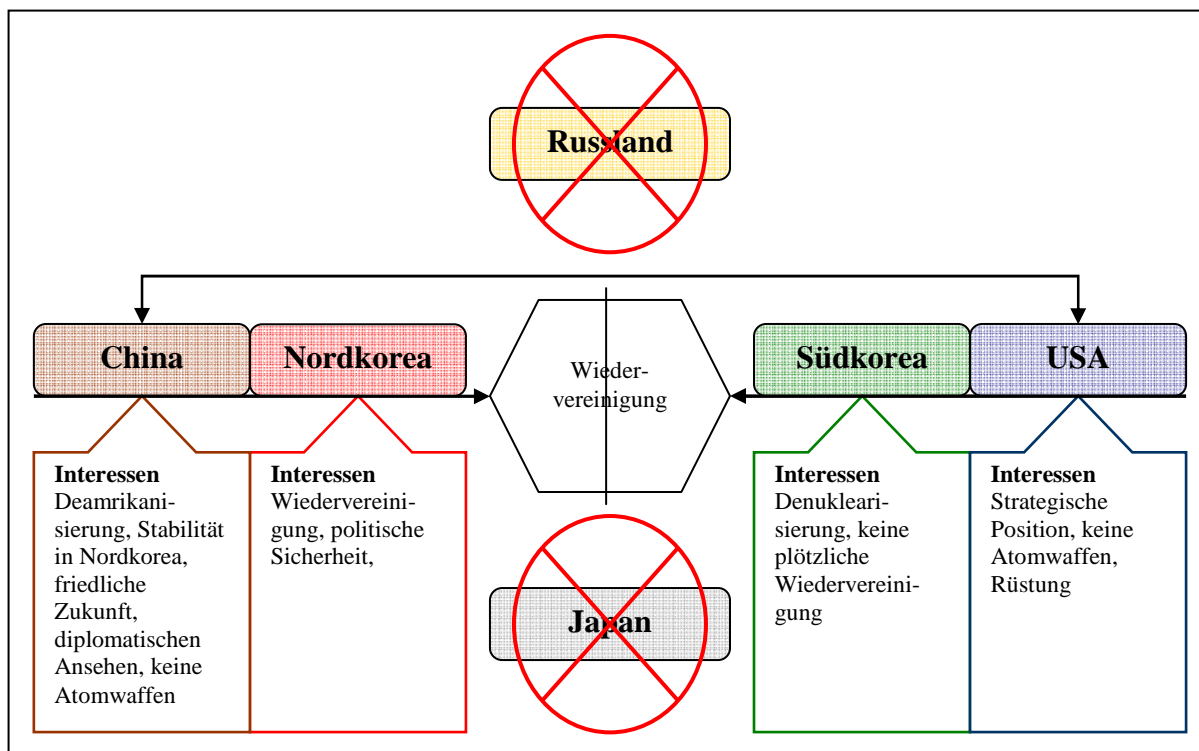 Russland
China
Nordkorea
Südkorea
USA
Wieder-
vereinigung
Interessen
Deamrikani-
sierung, Stabilität
in Nordkorea,
friedliche
Zukunft,
diplomatischen
Ansehen, keine
Atomwaffen
Interessen
Wiedervereini-
gung, politische
Sicherheit,
Interessen
Denukleari-
sierung, keine
plötzliche
Wiedervereini-
gung
Interessen
Strategische
Position, keine
Atomwaffen,
Rüstung
Japan